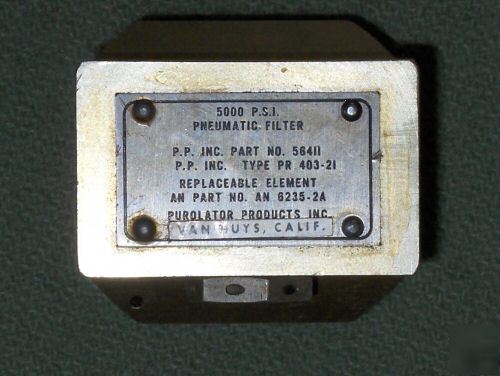 5000 P.S.I.
PNEUMATIC FILTER
P.P. INC. PART NO. 56411
P.P. INC. TYPE PR 403-21
REPLACEABLE ELEMENT
AN PART NO. AN 6235-2A
PUROLATOR PRODUCTS INC.
VAN NUYS, CALIF.